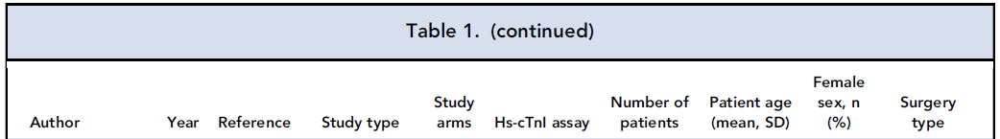 Table 1. (continued)
Female
Study Number of Patient age sex, n Surgery
Author Year Reference Study type arms Hs-cTnI assay patients (mean, SD) (%) type